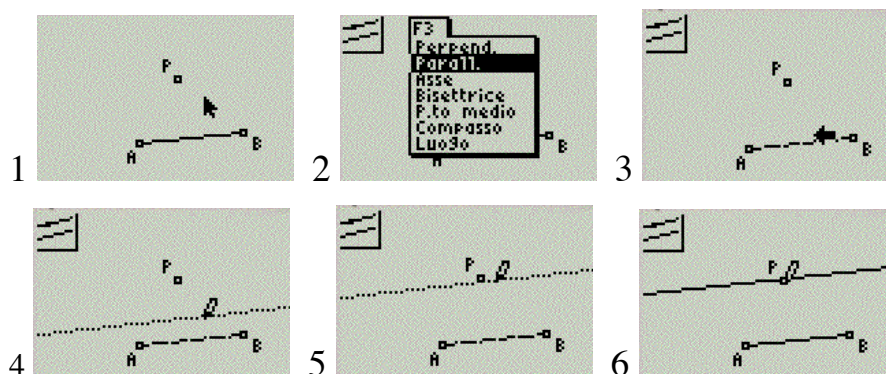 P
A
B
1
F3
Perpend.
Parall.
Asse
Bisettrice
P.to medio
Compasso
Luogo
A
B
2
P
A
B
3
P
A
B
4
P
A
B
5
P
A
B
6